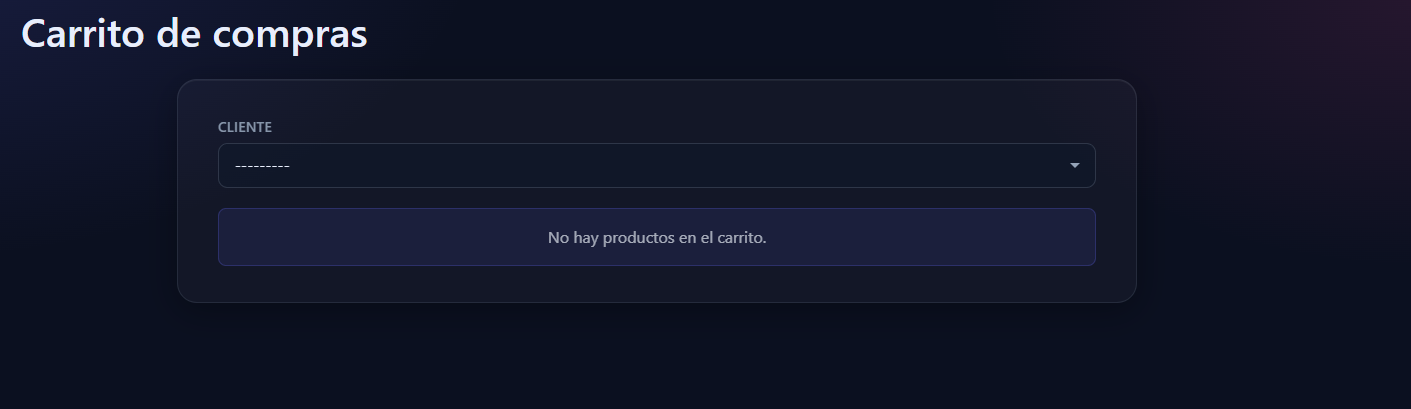 Carrito de compras
CLIENTE
---------
No hay productos en el carrito.